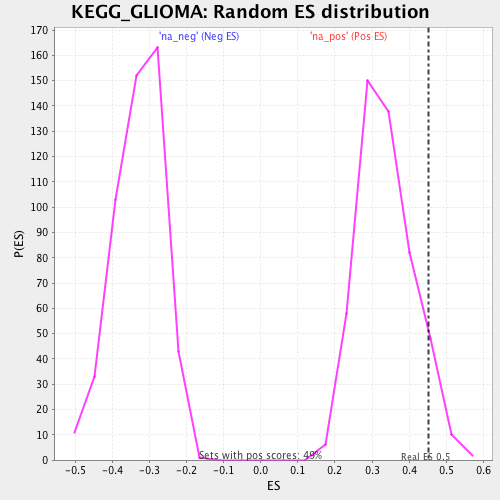 KEGG_GLIOMA: Random ES distribution
'na_neg' (Neg ES) 'na_pos' (Pos ES)
170
160
150
140
130
120
110
100
90
80
70
60
50
40
30
20
10
0
P(ES)
Sets with pos scores: 49%
Real ES 0.5
-0.5 -0.4 -0.3 -0.2 -0.1 0.0 0.1 0.2 0.3 0.4 0.5 0.6
ES